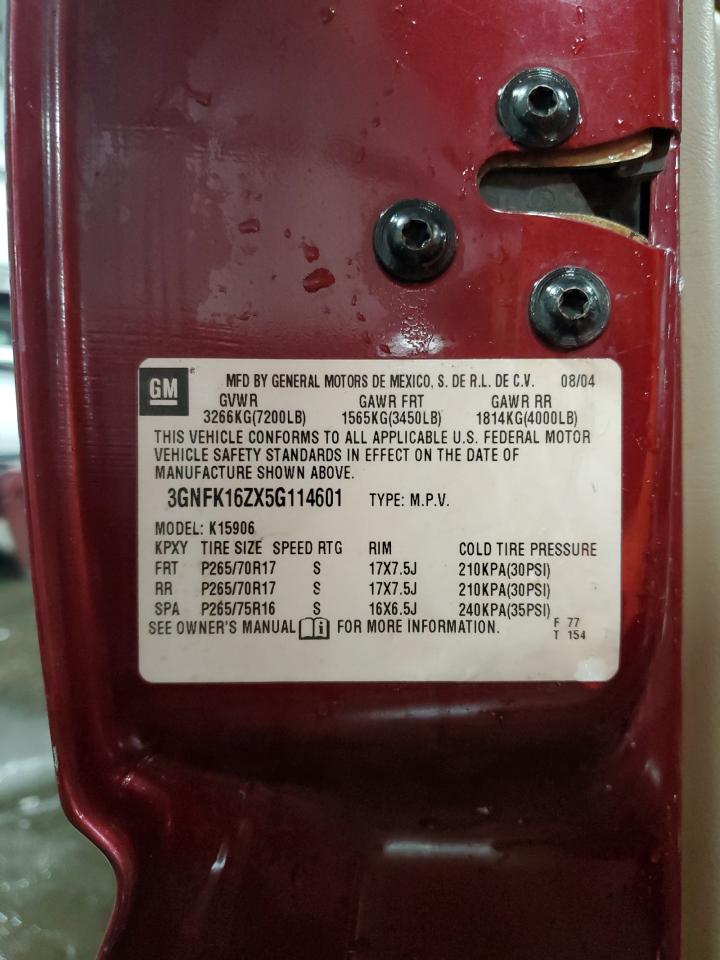 GM
MFD BY GENERAL MOTORS DE MEXICO, S. DE R.L. DE C.V. 08/04
GVWR GAWR FRT GAWR RR
3266KG(7200LB) 1565KG(3450LB) 1814KG(4000LB)
THIS VEHICLE CONFORMS TO ALL APPLICABLE U.S. FEDERAL MOTOR
VEHICLE SAFETY STANDARDS IN EFFECT ON THE DATE OF
MANUFACTURE SHOWN ABOVE.
3GNFK16ZX5G114601 TYPE: M.P.V.
MODEL: K15906
KPXY TIRE SIZE SPEED RTG RIM COLD TIRE PRESSURE
FRT P265/70R17 S 17X7.5J 210KPA(30PSI)
RR P265/70R17 S 17X7.5J 210KPA(30PSI)
SPA P265/75R16 S 16X6.5J 240KPA(35PSI)
SEE OWNER'S MANUAL FOR MORE INFORMATION.
F 77
T 154